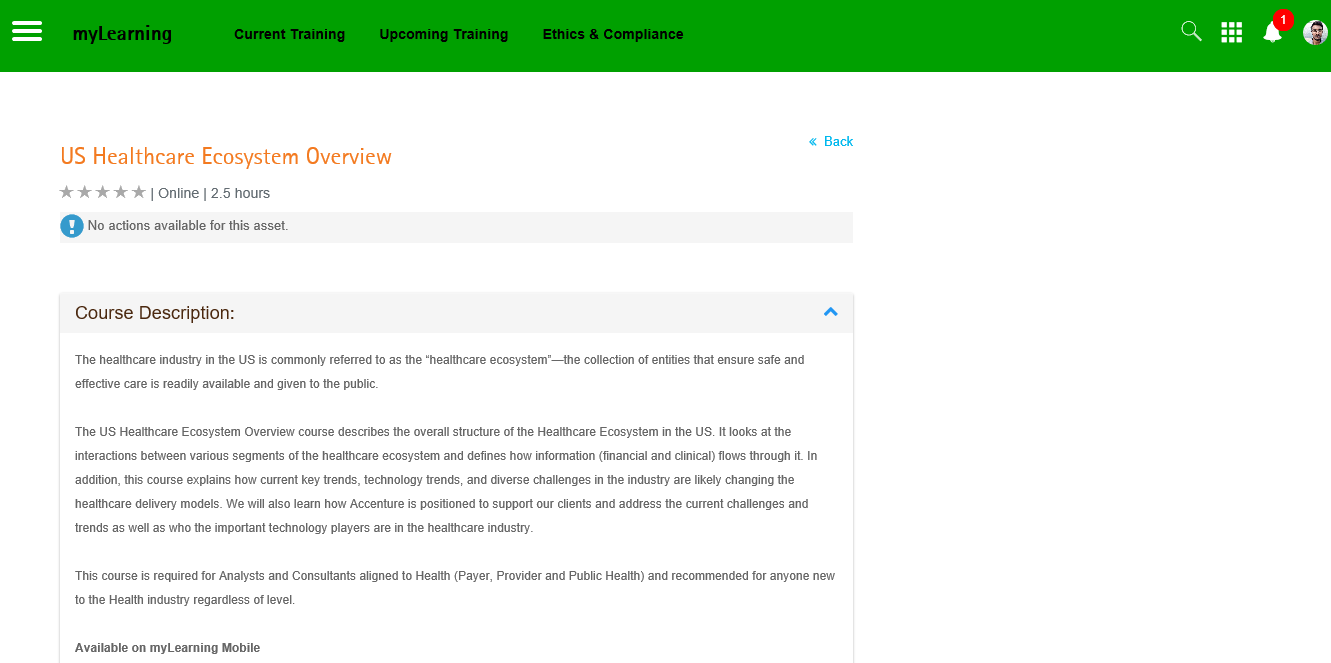 myLearning
Current Training
Upcoming Training
Ethics & Compliance
1
« Back
US Healthcare Ecosystem Overview
| Online | 2.5 hours
! No actions available for this asset.
Course Description:
The healthcare industry in the US is commonly referred to as the “healthcare ecosystem”—the collection of entities that ensure safe and
effective care is readily available and given to the public.
The US Healthcare Ecosystem Overview course describes the overall structure of the Healthcare Ecosystem in the US. It looks at the
interactions between various segments of the healthcare ecosystem and defines how information (financial and clinical) flows through it. In
addition, this course explains how current key trends, technology trends, and diverse challenges in the industry are likely changing the
healthcare delivery models. We will also learn how Accenture is positioned to support our clients and address the current challenges and
trends as well as who the important technology players are in the healthcare industry.
This course is required for Analysts and Consultants aligned to Health (Payer, Provider and Public Health) and recommended for anyone new
to the Health industry regardless of level.
Available on myLearning Mobile